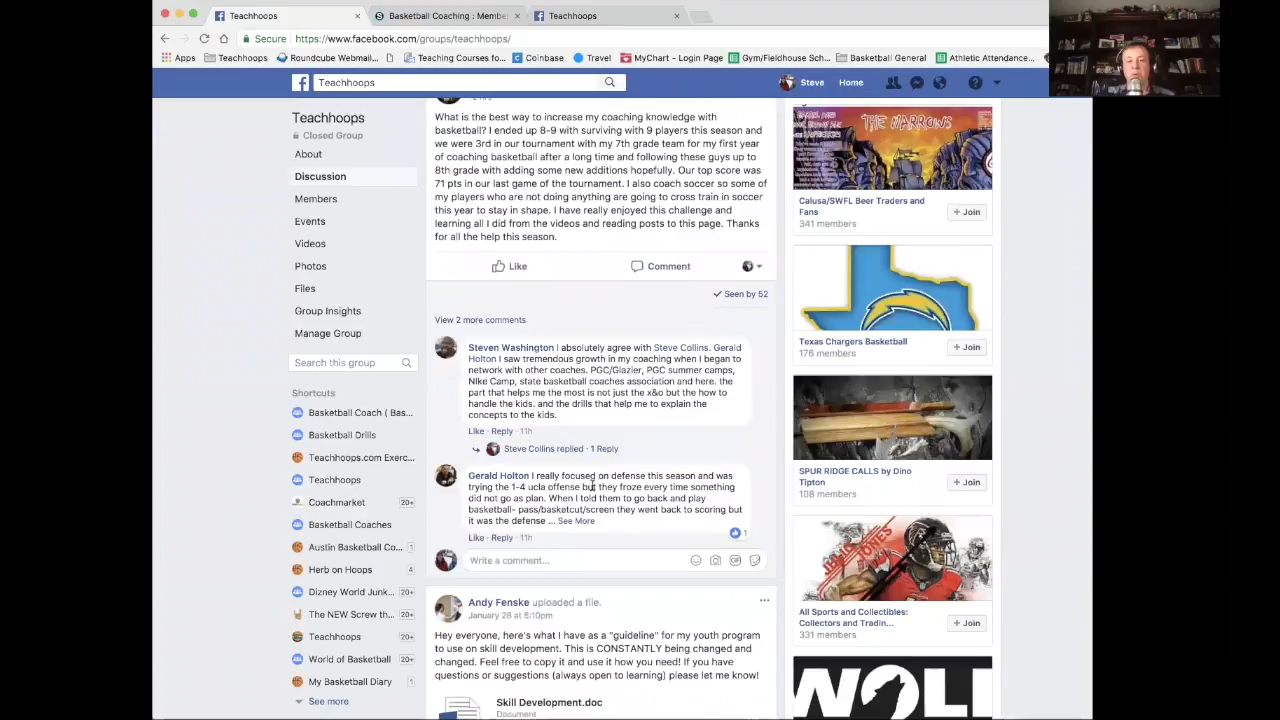 Teachhoops
Basketball Coaching : Membe
Teachhoops
Secure
https://www.facebook.com/groups/teachhoops/
Apps
Teachhoops
Roundcube Webmail...
Teaching Courses fo...
Coinbase
Travel
MyChart - Login Page
Gym/Fieldhouse Sch...
Basketball General
Athletic Attendance...
Teachhoops
Steve
Home
Teachhoops
Closed Group
About
Discussion
Members
Events
Videos
Photos
Files
Group Insights
Manage Group
Search this group
Shortcuts
Basketball Coach ( Bas...
Basketball Drills
Teachhoops.com Exerc...
Teachhoops
Coachmarket 20+
Basketball Coaches
Austin Basketball Co... 1
Herb on Hoops 4
Dizney World Junk... 20+
The NEW Screw th... 20+
Teachhoops 20+
World of Basketball 20+
My Basketball Diary 1
See more
What is the best way to increase my coaching knowledge with
basketball? I ended up 8-9 with surviving with 9 players this season and
we were 3rd in our tournament with my 7th grade team for my first year
of coaching basketball after a long time and following these guys up to
8th grade with adding some new additions hopefully. Our top score was
71 pts in our last game of the tournament. I also coach soccer so some of
my players who are not doing anything are going to cross train in soccer
this year to stay in shape. I have really enjoyed this challenge and
learning all I did from the videos and reading posts to this page. Thanks
for all the help this season.
Like
Comment
Seen by 52
View 2 more comments
Steven Washington I absolutely agree with Steve Collins. Gerald
Holton I saw tremendous growth in my coaching when I began to
network with other coaches. PGC/Glazier, PGC summer camps,
NIke Camp, state basketball coaches association and here. the
part that helps me the most is not just the x&o but the how to
handle the kids. and the drills that help me to explain the
concepts to the kids.
Like · Reply · 11h
Steve Collins replied · 1 Reply
Gerald Holton I really focused on defense this season and was
trying the 1-4 ucla offense but they froze every time something
did not go as plan. When I told them to go back and play
basketball- pass/basketcut/screen they went back to scoring but
it was the defense ... See More
1
Like · Reply · 11h
Write a comment...
Andy Fenske uploaded a file.
January 28 at 5:10pm
Hey everyone, here's what I have as a "guideline" for my youth program
to use on skill development. This is CONSTANTLY being changed and
changed. Feel free to copy it and use it how you need! If you have
questions or suggestions (always open to learning) please let me know!
Skill Development.doc
Document
THE MARROWS
Calusa/SWFL Beer Traders and
Fans
341 members
+ Join
Texas Chargers Basketball
176 members
+ Join
SPUR RIDGE CALLS by Dino
Tipton
108 members
+ Join
JULIO JONES
All Sports and Collectibles:
Collectors and Tradin...
331 members
+ Join
WOLF